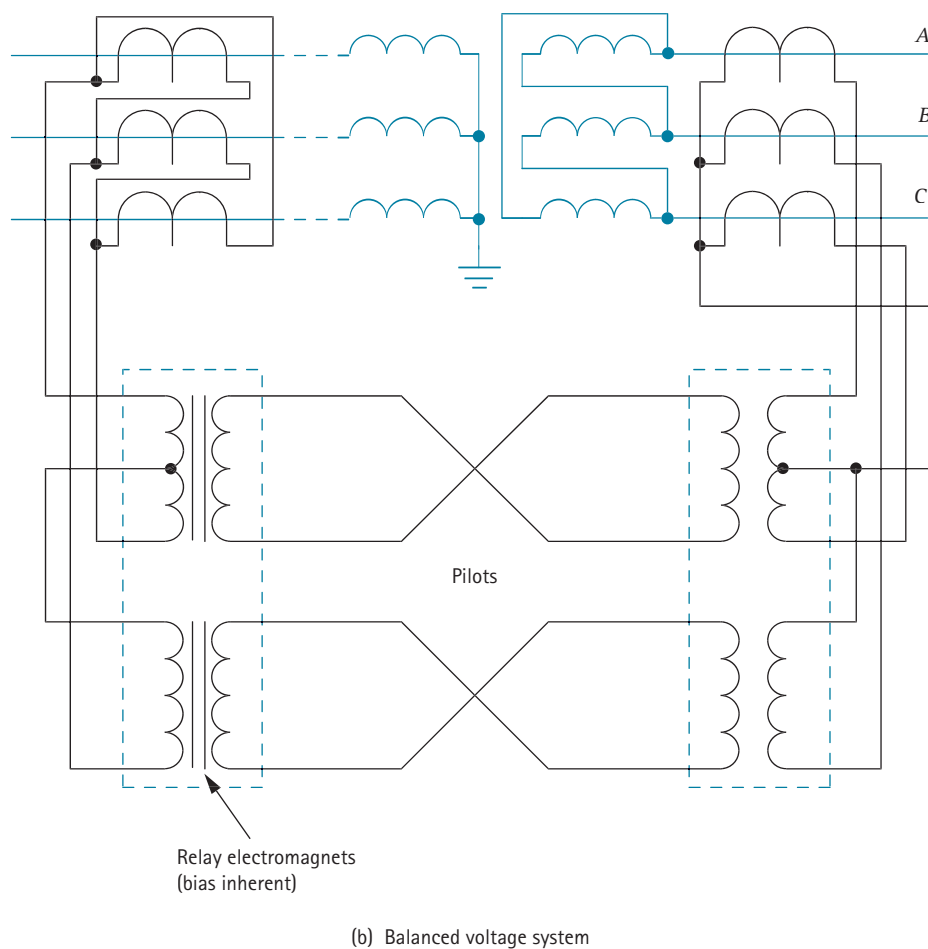 A
B
C
Pilots
Relay electromagnets
(bias inherent)
(b) Balanced voltage system